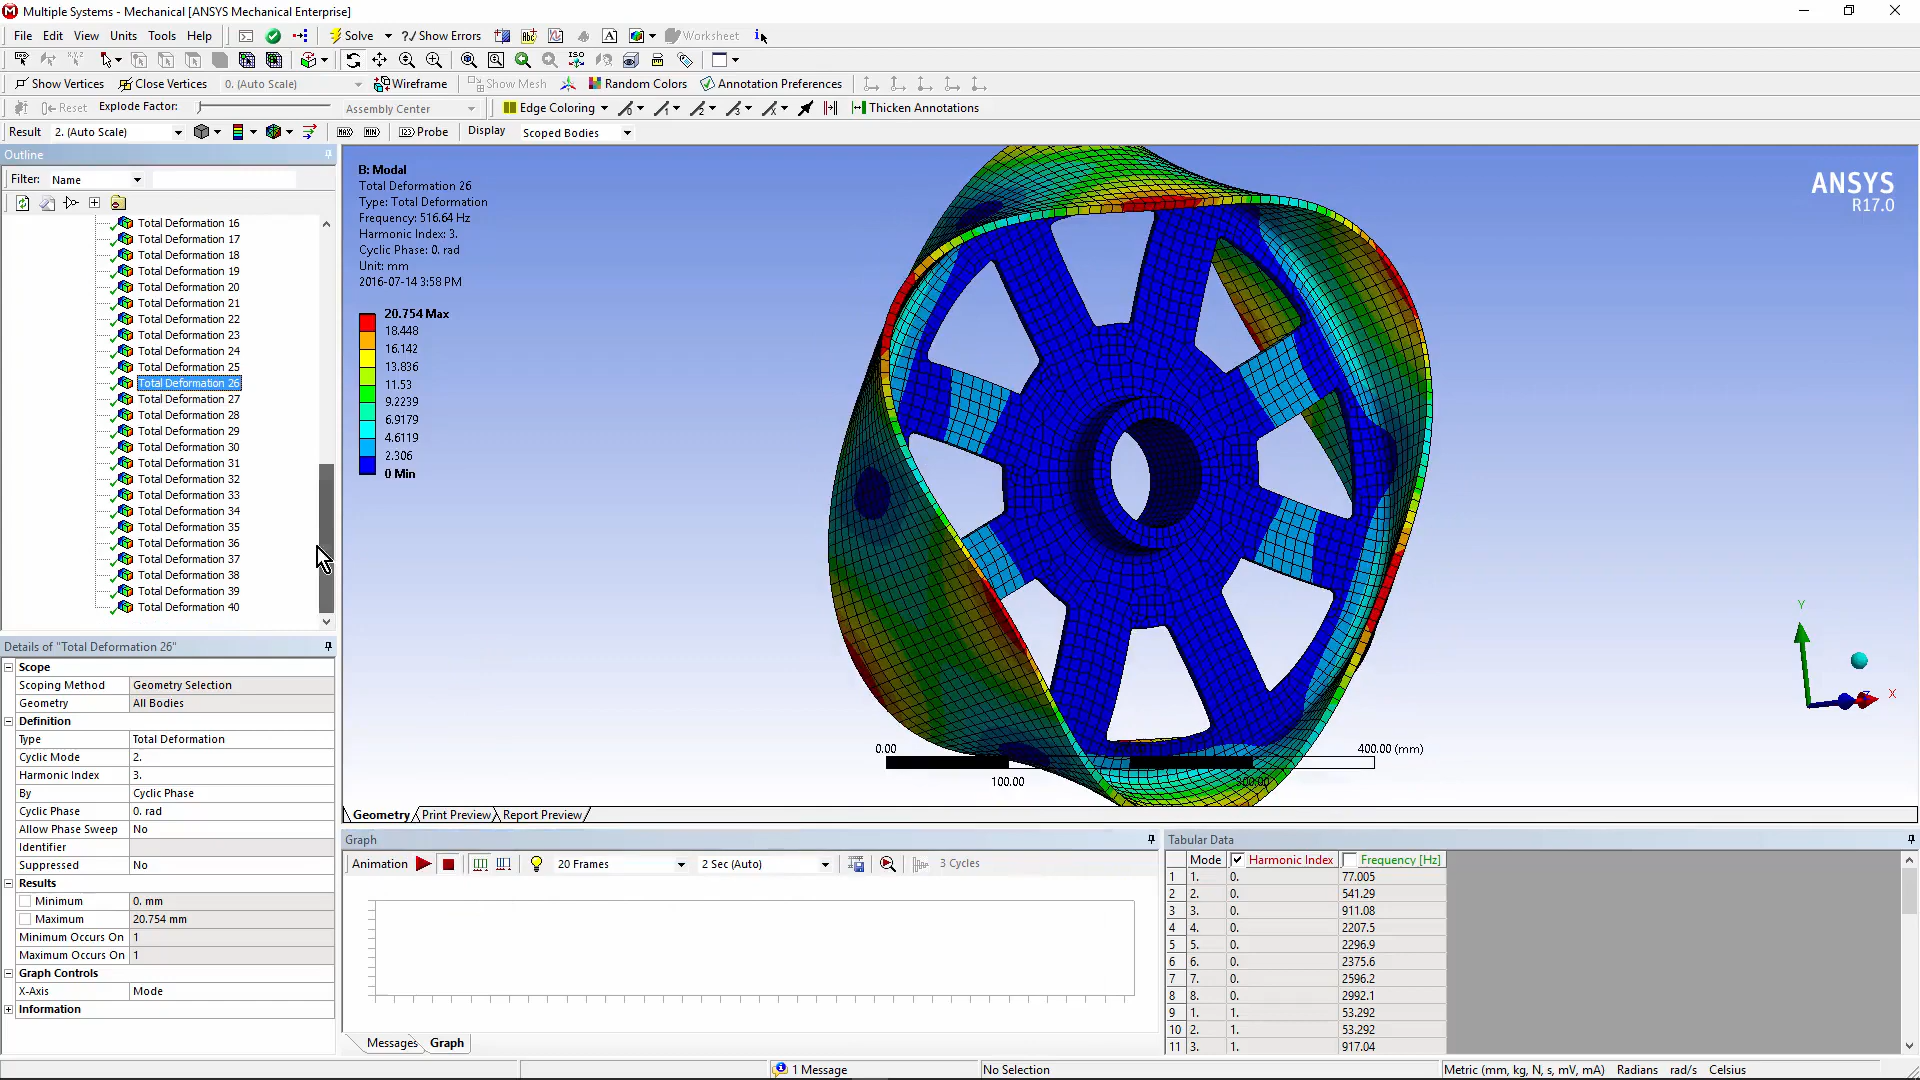 Multiple Systems - Mechanical [ANSYS Mechanical Enterprise]
File Edit View Units Tools Help Solve ?/Show Errors Worksheet
Show Vertices Close Vertices 0. (Auto Scale) Wireframe Show Mesh Random Colors Annotation Preferences
Reset Explode Factor: Assembly Center Edge Coloring Thicken Annotations
Result 2. (Auto Scale) MAX MIN Probe Display Scoped Bodies
Outline
Filter: Name
Total Deformation 16
Total Deformation 17
Total Deformation 18
Total Deformation 19
Total Deformation 20
Total Deformation 21
Total Deformation 22
Total Deformation 23
Total Deformation 24
Total Deformation 25
Total Deformation 26
Total Deformation 27
Total Deformation 28
Total Deformation 29
Total Deformation 30
Total Deformation 31
Total Deformation 32
Total Deformation 33
Total Deformation 34
Total Deformation 35
Total Deformation 36
Total Deformation 37
Total Deformation 38
Total Deformation 39
Total Deformation 40
Details of "Total Deformation 26"
Scope
Scoping Method Geometry Selection
Geometry All Bodies
Definition
Type Total Deformation
Cyclic Mode 2.
Harmonic Index 3.
By Cyclic Phase
Cyclic Phase 0. rad
Allow Phase Sweep No
Identifier
Suppressed No
Results
Minimum 0. mm
Maximum 20.754 mm
Minimum Occurs On 1
Maximum Occurs On 1
Graph Controls
X-Axis Mode
Information
B: Modal
Total Deformation 26
Type: Total Deformation
Frequency: 516.64 Hz
Harmonic Index: 3.
Cyclic Phase: 0. rad
Unit: mm
2016-07-14 3:58 PM
20.754 Max
18.448
16.142
13.836
11.53
9.2239
6.9179
4.6119
2.306
0 Min
ANSYS
R17.0
Y
Z
X
0.00 400.00 (mm)
100.00 300.00
Geometry Print Preview Report Preview
Graph
Animation 20 Frames 2 Sec (Auto) 3 Cycles
Messages Graph
Tabular Data
Mode Harmonic Index Frequency [Hz]
1 1. 0. 77.005
2 2. 0. 541.29
3 3. 0. 911.08
4 4. 0. 2207.5
5 5. 0. 2296.9
6 6. 0. 2375.6
7 7. 0. 2596.2
8 8. 0. 2992.1
9 1. 1. 53.292
10 2. 1. 53.292
11 3. 1. 917.04
1 Message No Selection Metric (mm, kg, N, s, mV, mA) Radians rad/s Celsius